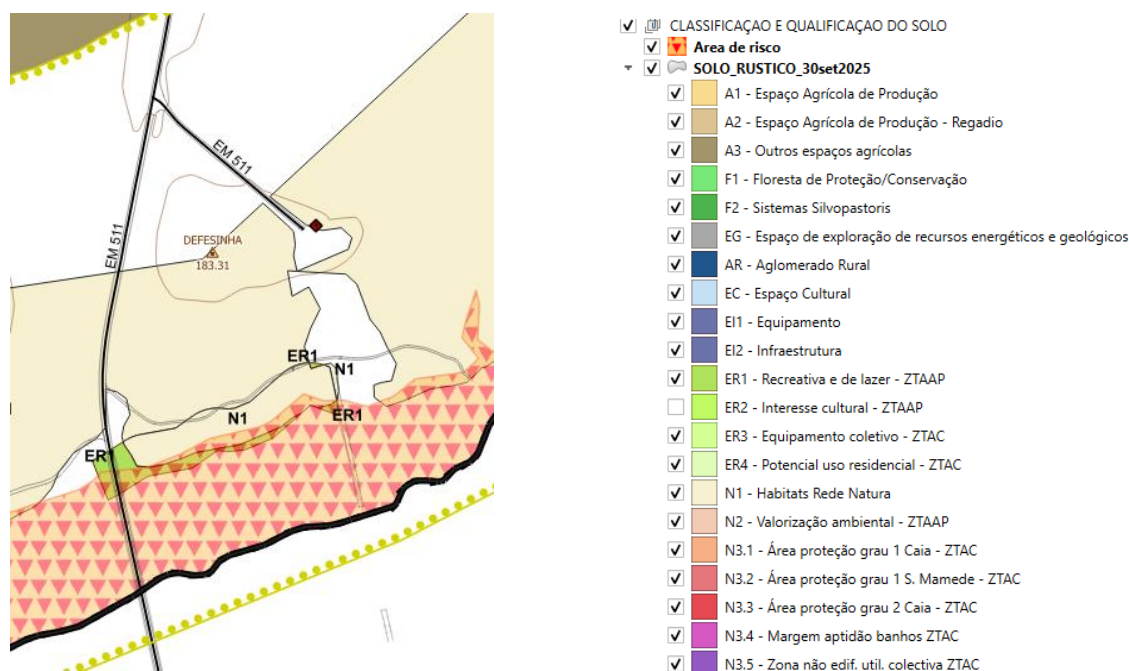 EM 511
EM 511
DEFESINHA
183.31
ER1
N1
N1
ER1
ER1
CLASSIFICAÇAO E QUALIFICAÇAO DO SOLO
Area de risco
SOLO_RUSTICO_30set2025
A1 - Espaço Agrícola de Produção
A2 - Espaço Agrícola de Produção - Regadio
A3 - Outros espaços agrícolas
F1 - Floresta de Proteção/Conservação
F2 - Sistemas Silvopastoris
EG - Espaço de exploração de recursos energéticos e geológicos
AR - Aglomerado Rural
EC - Espaço Cultural
EI1 - Equipamento
EI2 - Infraestrutura
ER1 - Recreativa e de lazer - ZTAAP
ER2 - Interesse cultural - ZTAAP
ER3 - Equipamento coletivo - ZTAC
ER4 - Potencial uso residencial - ZTAC
N1 - Habitats Rede Natura
N2 - Valorização ambiental - ZTAAP
N3.1 - Área proteção grau 1 Caia - ZTAC
N3.2 - Área proteção grau 1 S. Mamede - ZTAC
N3.3 - Área proteção grau 2 Caia - ZTAC
N3.4 - Margem aptidão banhos ZTAC
N3.5 - Zona não edif. util. colectiva ZTAC